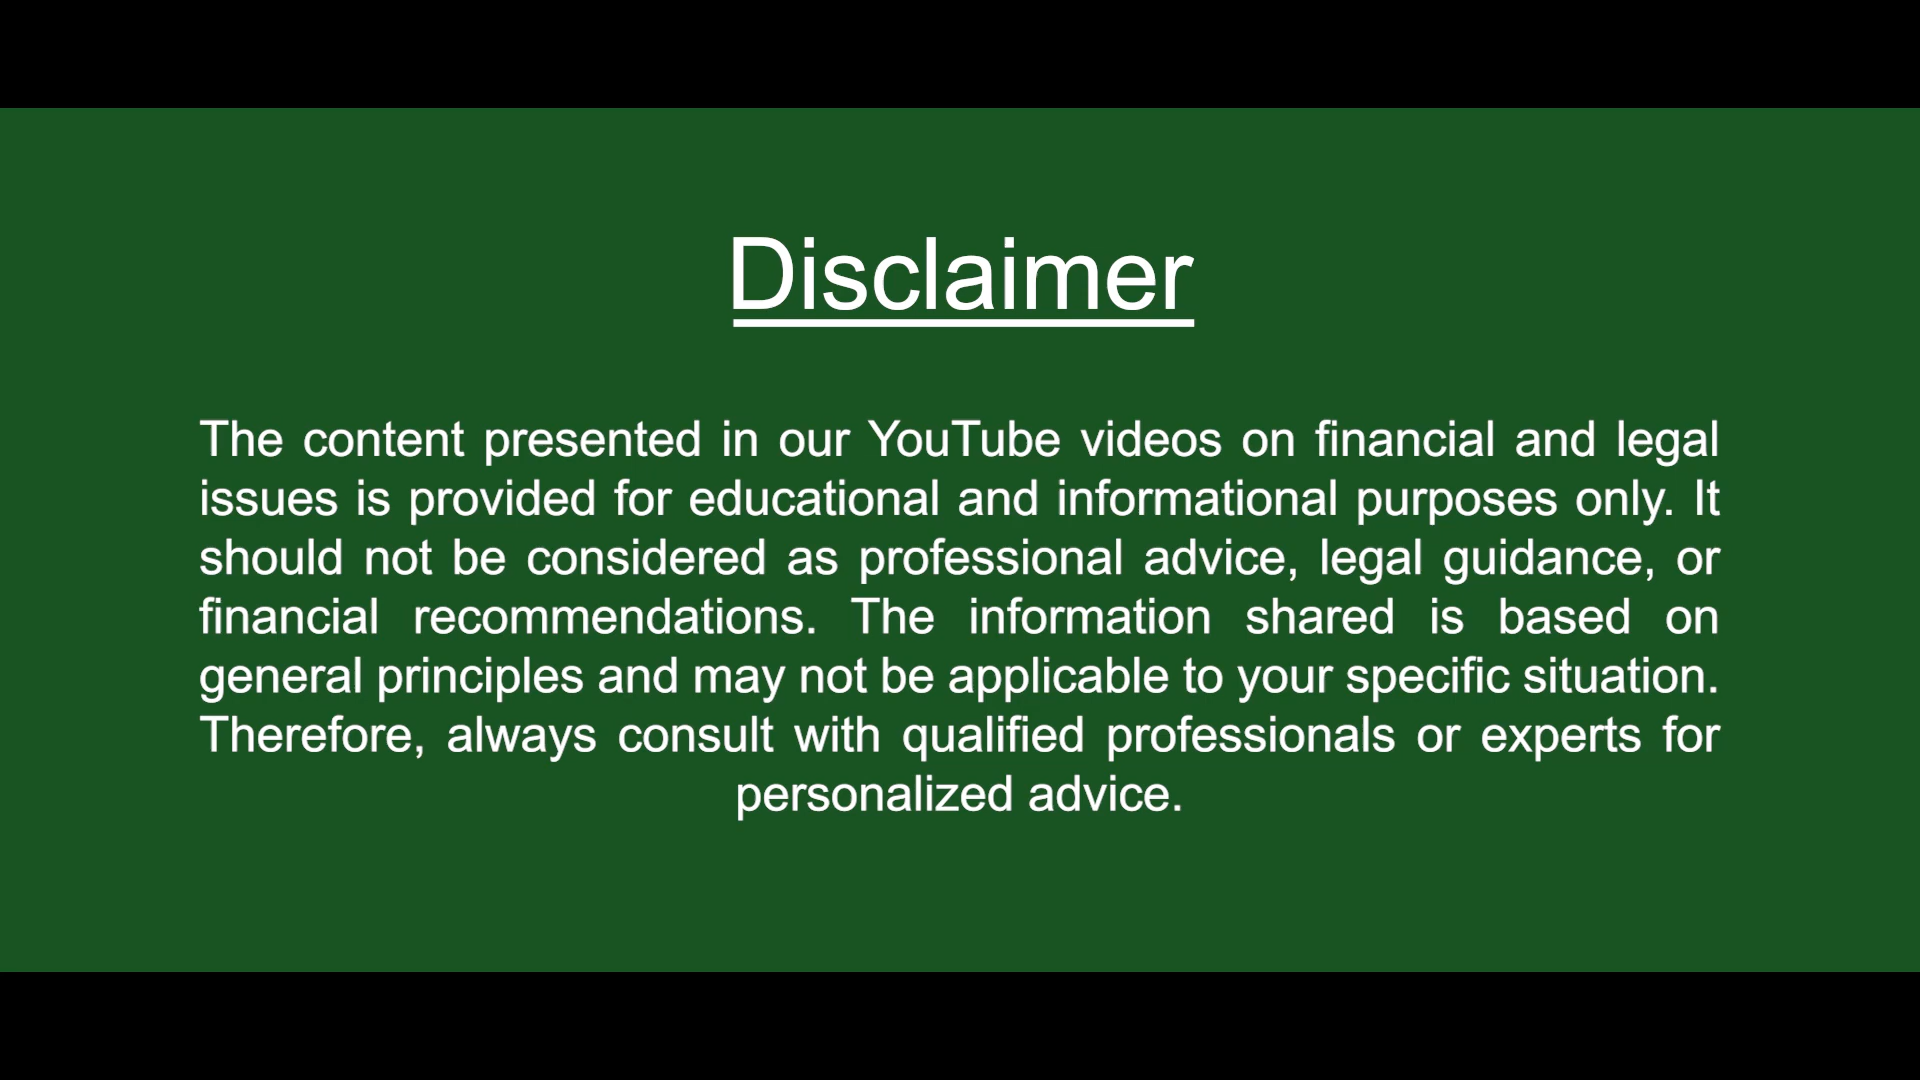 Disclaimer
The content presented in our YouTube videos on financial and legal
issues is provided for educational and informational purposes only. It
should not be considered as professional advice, legal guidance, or
financial recommendations. The information shared is based on
general principles and may not be applicable to your specific situation.
Therefore, always consult with qualified professionals or experts for
personalized advice.